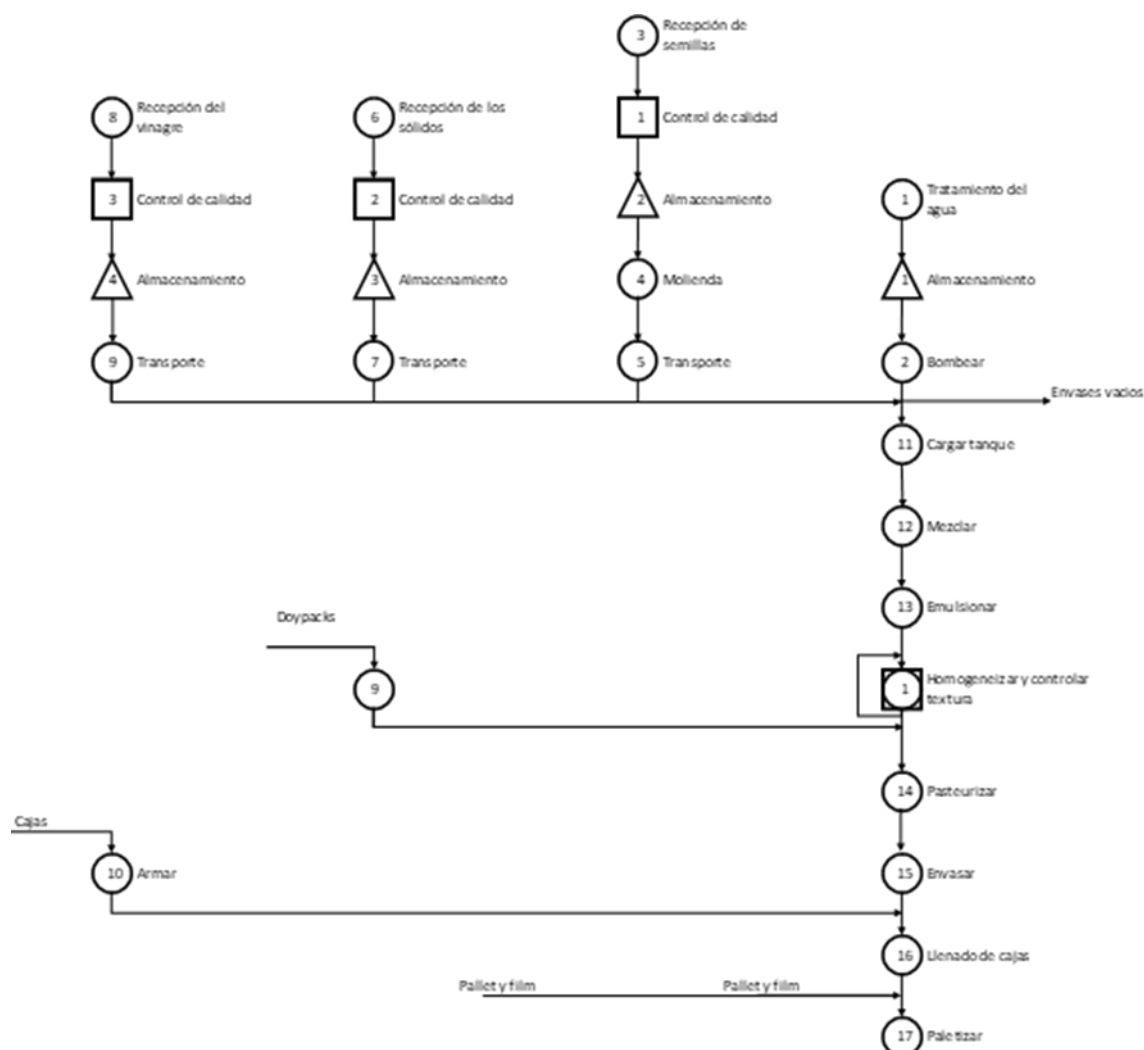 3
Recepción de
semillas
8
Recepción del
vinagre
6
Recepción de los
sólidos
1
Control de calidad
3
Control de calidad
2
Control de calidad
2
Almacenamiento
1
Tratamiento del
agua
4
Almacenamiento
3
Almacenamiento
4
Molienda
1
Almacenamiento
9
Transporte
7
Transporte
5
Transporte
2
Bombear
Envases vacios
11
Cargar tanque
12
Mezclar
13
Emulsionar
Doypacks
9
1
Homogeneizar y controlar
textura
14
Pasteurizar
Cajas
10
Armar
15
Envasar
16
Llenado de cajas
Pallet y film
Pallet y film
17
Paletizar